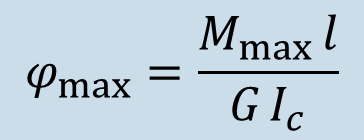 φ_max = M_max l / G I_c